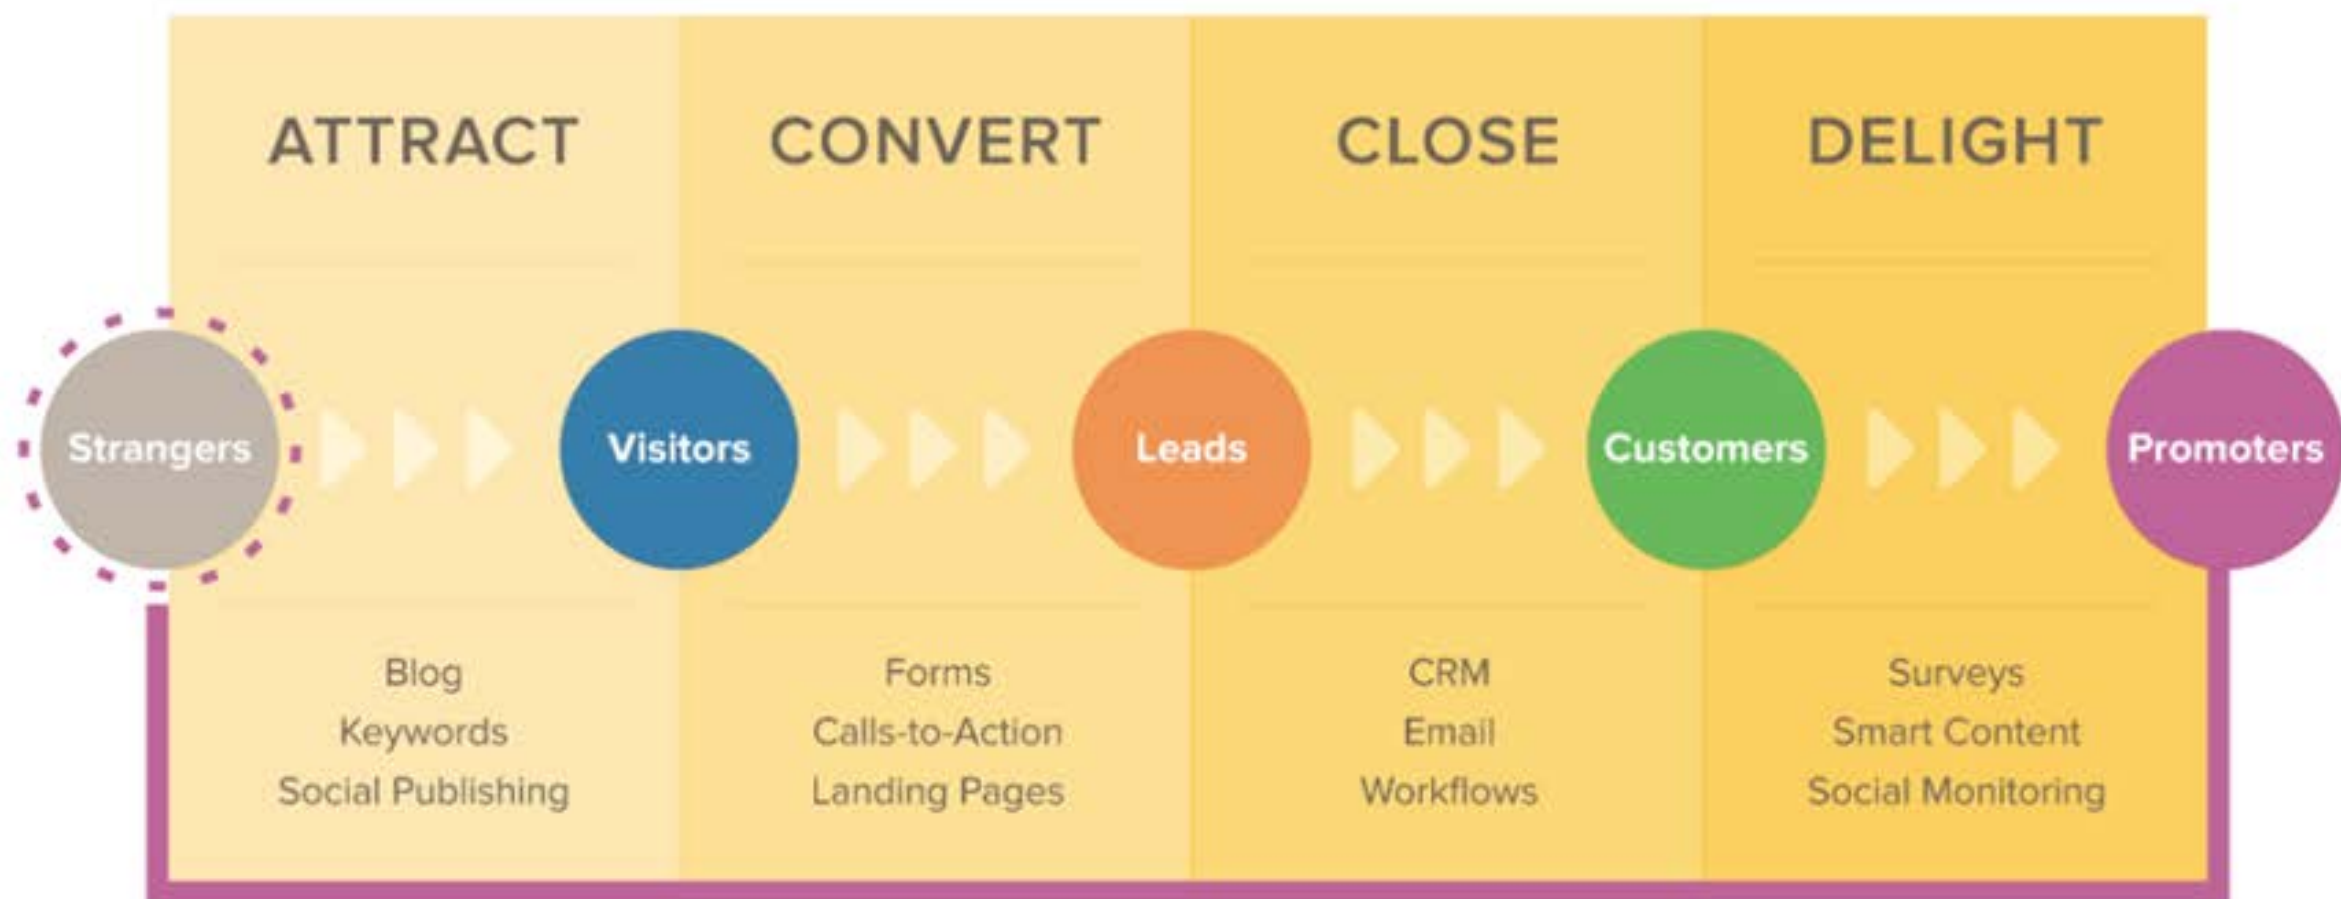 ATTRACT
CONVERT
CLOSE
DELIGHT
Strangers
Visitors
Leads
Customers
Promoters
Blog
Keywords
Social Publishing
Forms
Calls-to-Action
Landing Pages
CRM
Email
Workflows
Surveys
Smart Content
Social Monitoring